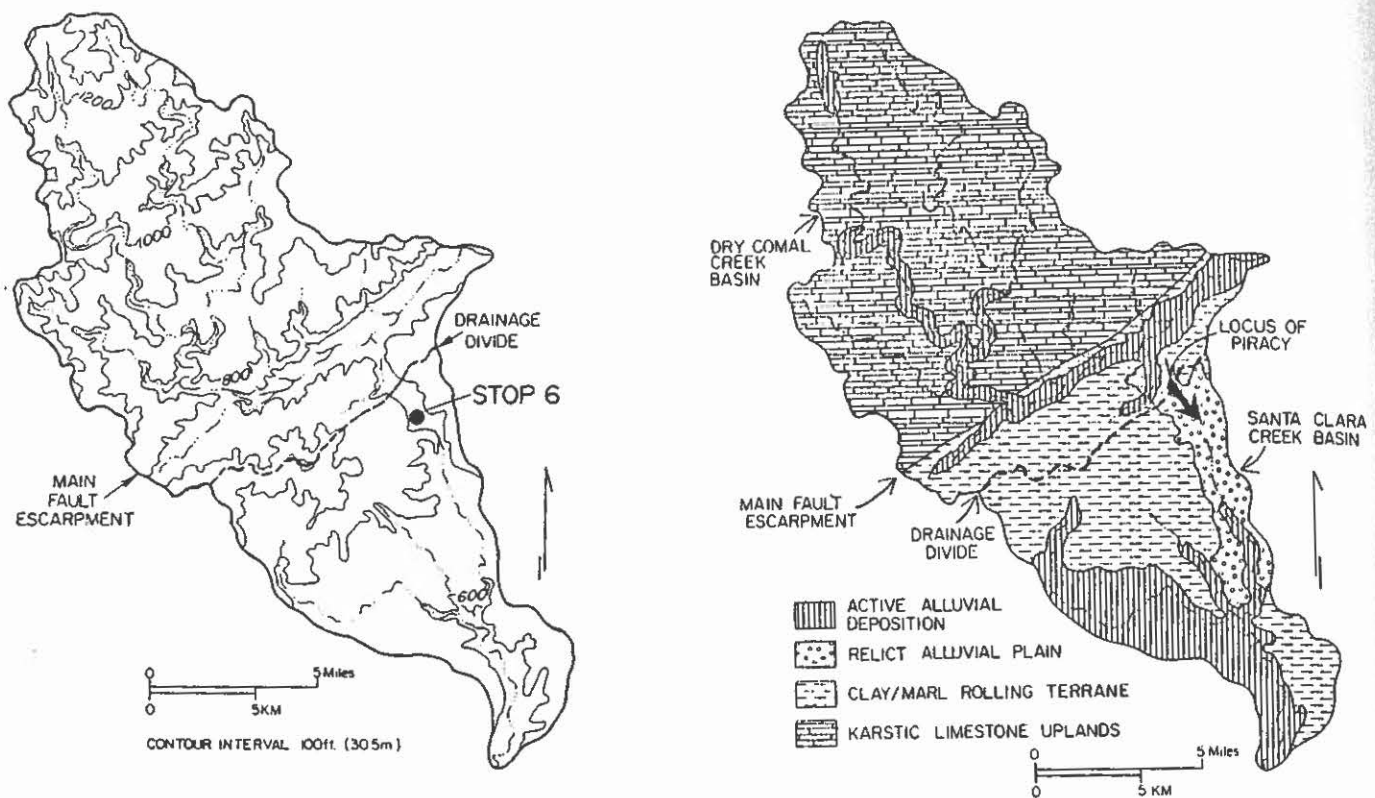 1200
1000
800
DRAINAGE
DIVIDE
STOP 6
MAIN
FAULT
ESCARPMENT
600
0 5 Miles
0 5KM
CONTOUR INTERVAL 100ft. (30.5m)
DRY COMAL
CREEK
BASIN
LOCUS OF
PIRACY
SANTA CLARA
CREEK BASIN
MAIN FAULT
ESCARPMENT
DRAINAGE
DIVIDE
ACTIVE ALLUVIAL
DEPOSITION
RELICT ALLUVIAL PLAIN
CLAY/MARL ROLLING TERRANE
KARSTIC LIMESTONE UPLANDS
0 5 Miles
0 5 KM